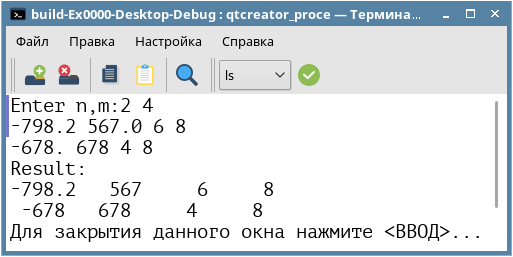 build-Ex0000-Desktop-Debug : qtcreator_proce — Термина...
Файл Правка Настройка Справка
ls
Enter n,m:2 4
-798.2 567.0 6 8
-678. 678 4 8
Result:
-798.2   567     6     8
 -678   678     4     8
Для закрытия данного окна нажмите <ВВОД>...